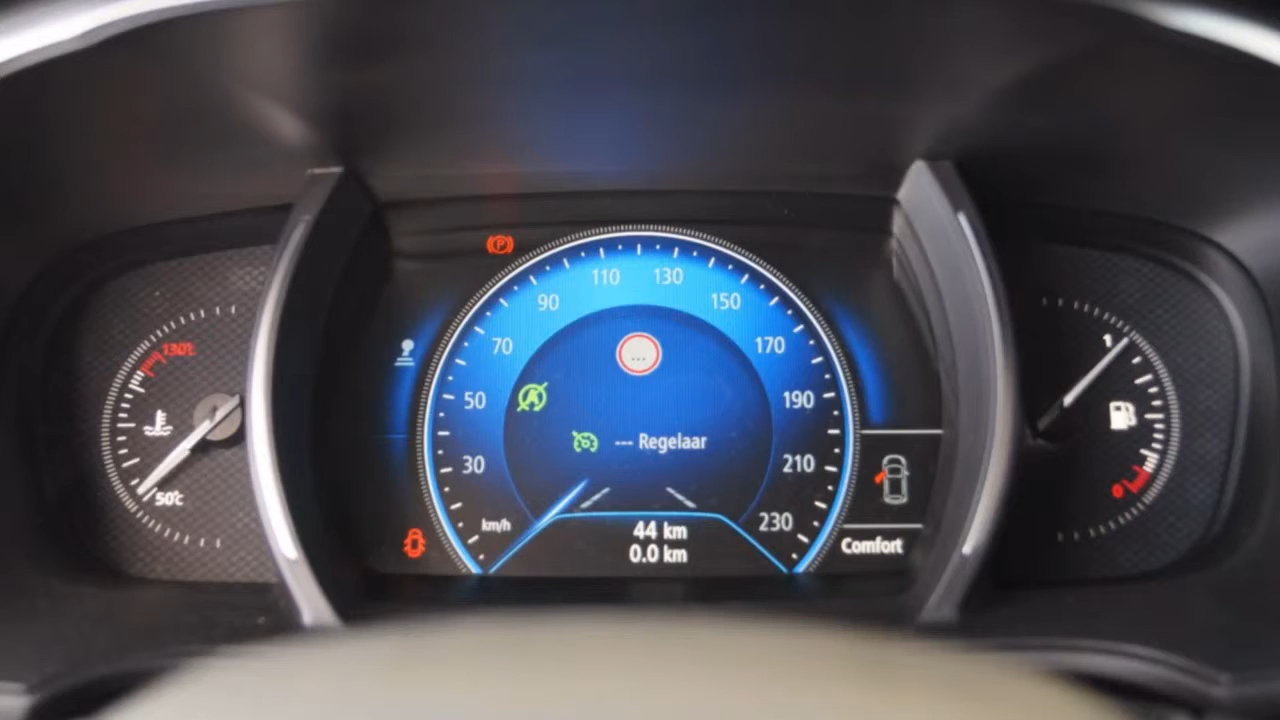 P
110 130
90 150
70 170
130℃
1
...
A
50 190
--- Regelaar
30 210
50℃
0
km/h 230
44 km
0.0 km
Comfort